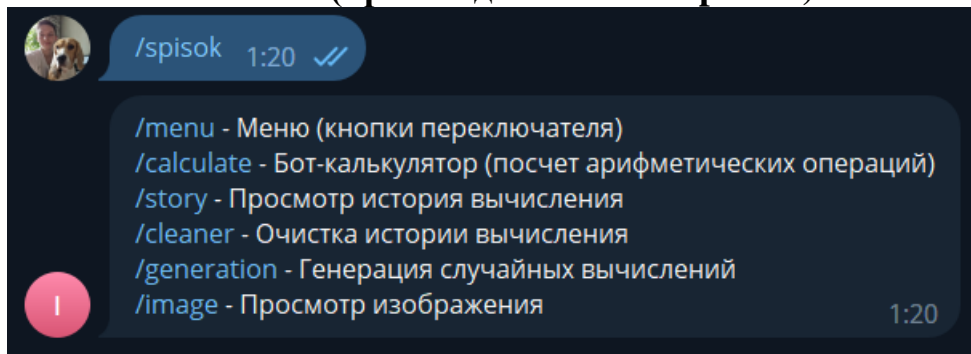 /spisok 1:20
/menu - Меню (кнопки переключателя)
/calculate - Бот-калькулятор (посчет арифметических операций)
/story - Просмотр история вычисления
/cleaner - Очистка истории вычисления
/generation - Генерация случайных вычислений
/image - Просмотр изображения
I
1:20